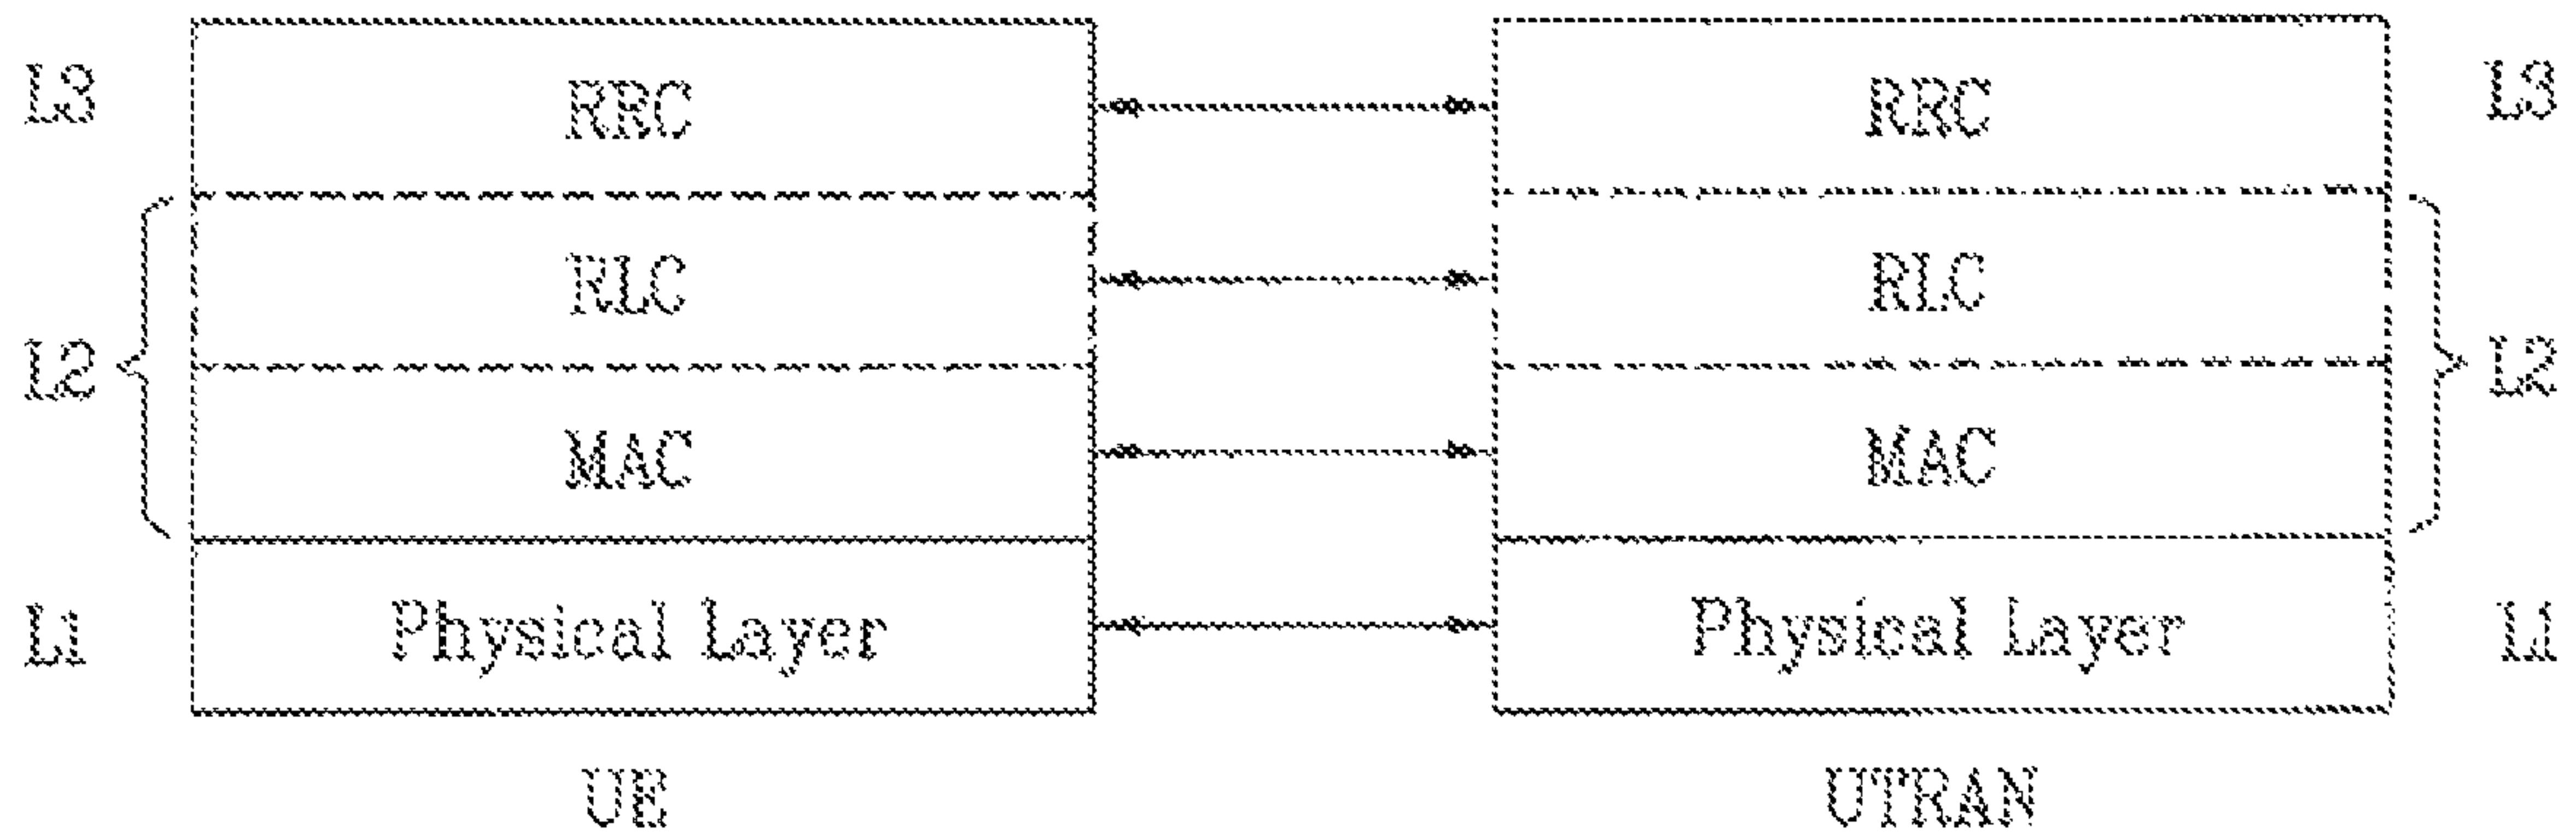 L3 RRC RRC L3
RLC RLC
L2 L2
MAC MAC
L1 Physical Layer Physical Layer L1
UE UTRAN